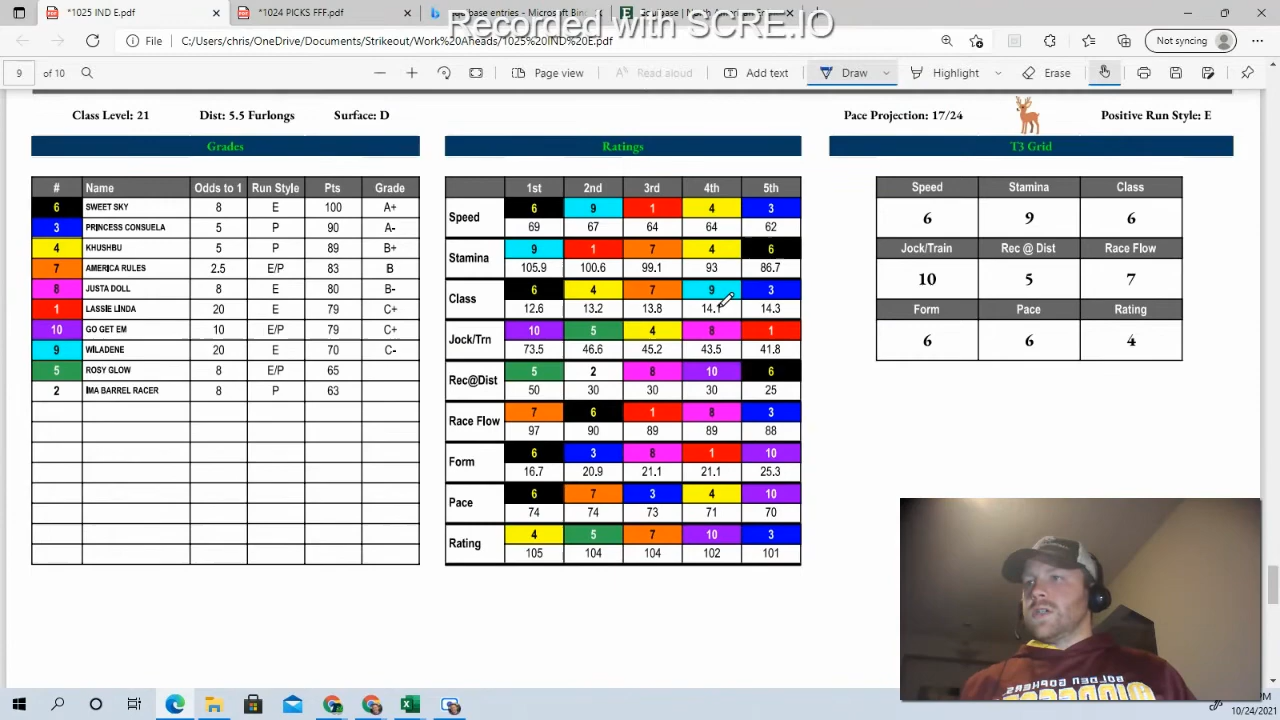 *1025 IND E.pdf
*1024 PICKS FFF.pdf
Recorded with SCRE.IO
File
C:/Users/chris/OneDrive/Documents/Strikeout/Work%20Aheads/1025%20IND%20E.pdf
Not syncing
9 of 10
Page view
Read aloud
Add text
Draw
Highlight
Erase
Class Level: 21 Dist: 5.5 Furlongs Surface: D
Pace Projection: 17/24 Positive Run Style: E
Grades
# Name Odds to 1 Run Style Pts Grade
6 SWEET SKY 8 E 100 A+
3 PRINCESS CONSUELA 5 P 90 A-
4 KHUSHBU 5 P 89 B+
7 AMERICA RULES 2.5 E/P 83 B
8 JUSTA DOLL 8 E 80 B-
1 LASSIE LINDA 20 E 79 C+
10 GO GET EM 10 E/P 79 C+
9 WILADENE 20 E 70 C-
5 ROSY GLOW 8 E/P 65
2 IMA BARREL RACER 8 P 63
Ratings
1st 2nd 3rd 4th 5th
Speed 6 9 1 4 3
69 67 64 64 62
Stamina 9 1 7 4 6
105.9 100.6 99.1 93 86.7
Class 6 4 7 9 3
12.6 13.2 13.8 14.1 14.3
Jock/Trn 10 5 4 8 1
73.5 46.6 45.2 43.5 41.8
Rec@Dist 5 2 8 10 6
50 30 30 30 25
Race Flow 7 6 1 8 3
97 90 89 89 88
Form 6 3 8 1 10
16.7 20.9 21.1 21.1 25.3
Pace 6 7 3 4 10
74 74 73 71 70
Rating 4 5 7 10 3
105 104 104 102 101
T3 Grid
Speed Stamina Class
6 9 6
Jock/Train Rec @ Dist Race Flow
10 5 7
Form Pace Rating
6 6 4
10/24/2021